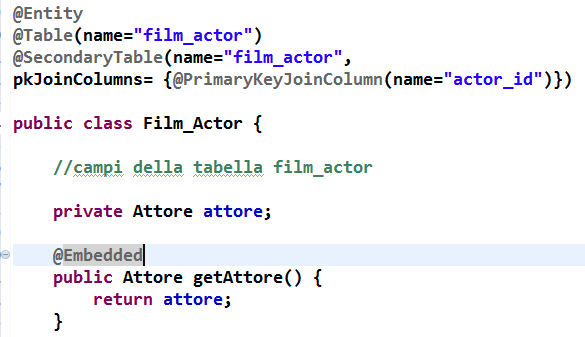 @Entity
@Table(name="film_actor")
@SecondaryTable(name="film_actor",
pkJoinColumns= {@PrimaryKeyJoinColumn(name="actor_id")})
public class Film_Actor {
//campi della tabella film_actor
private Attore attore;
@Embedded
public Attore getAttore() {
return attore;
}